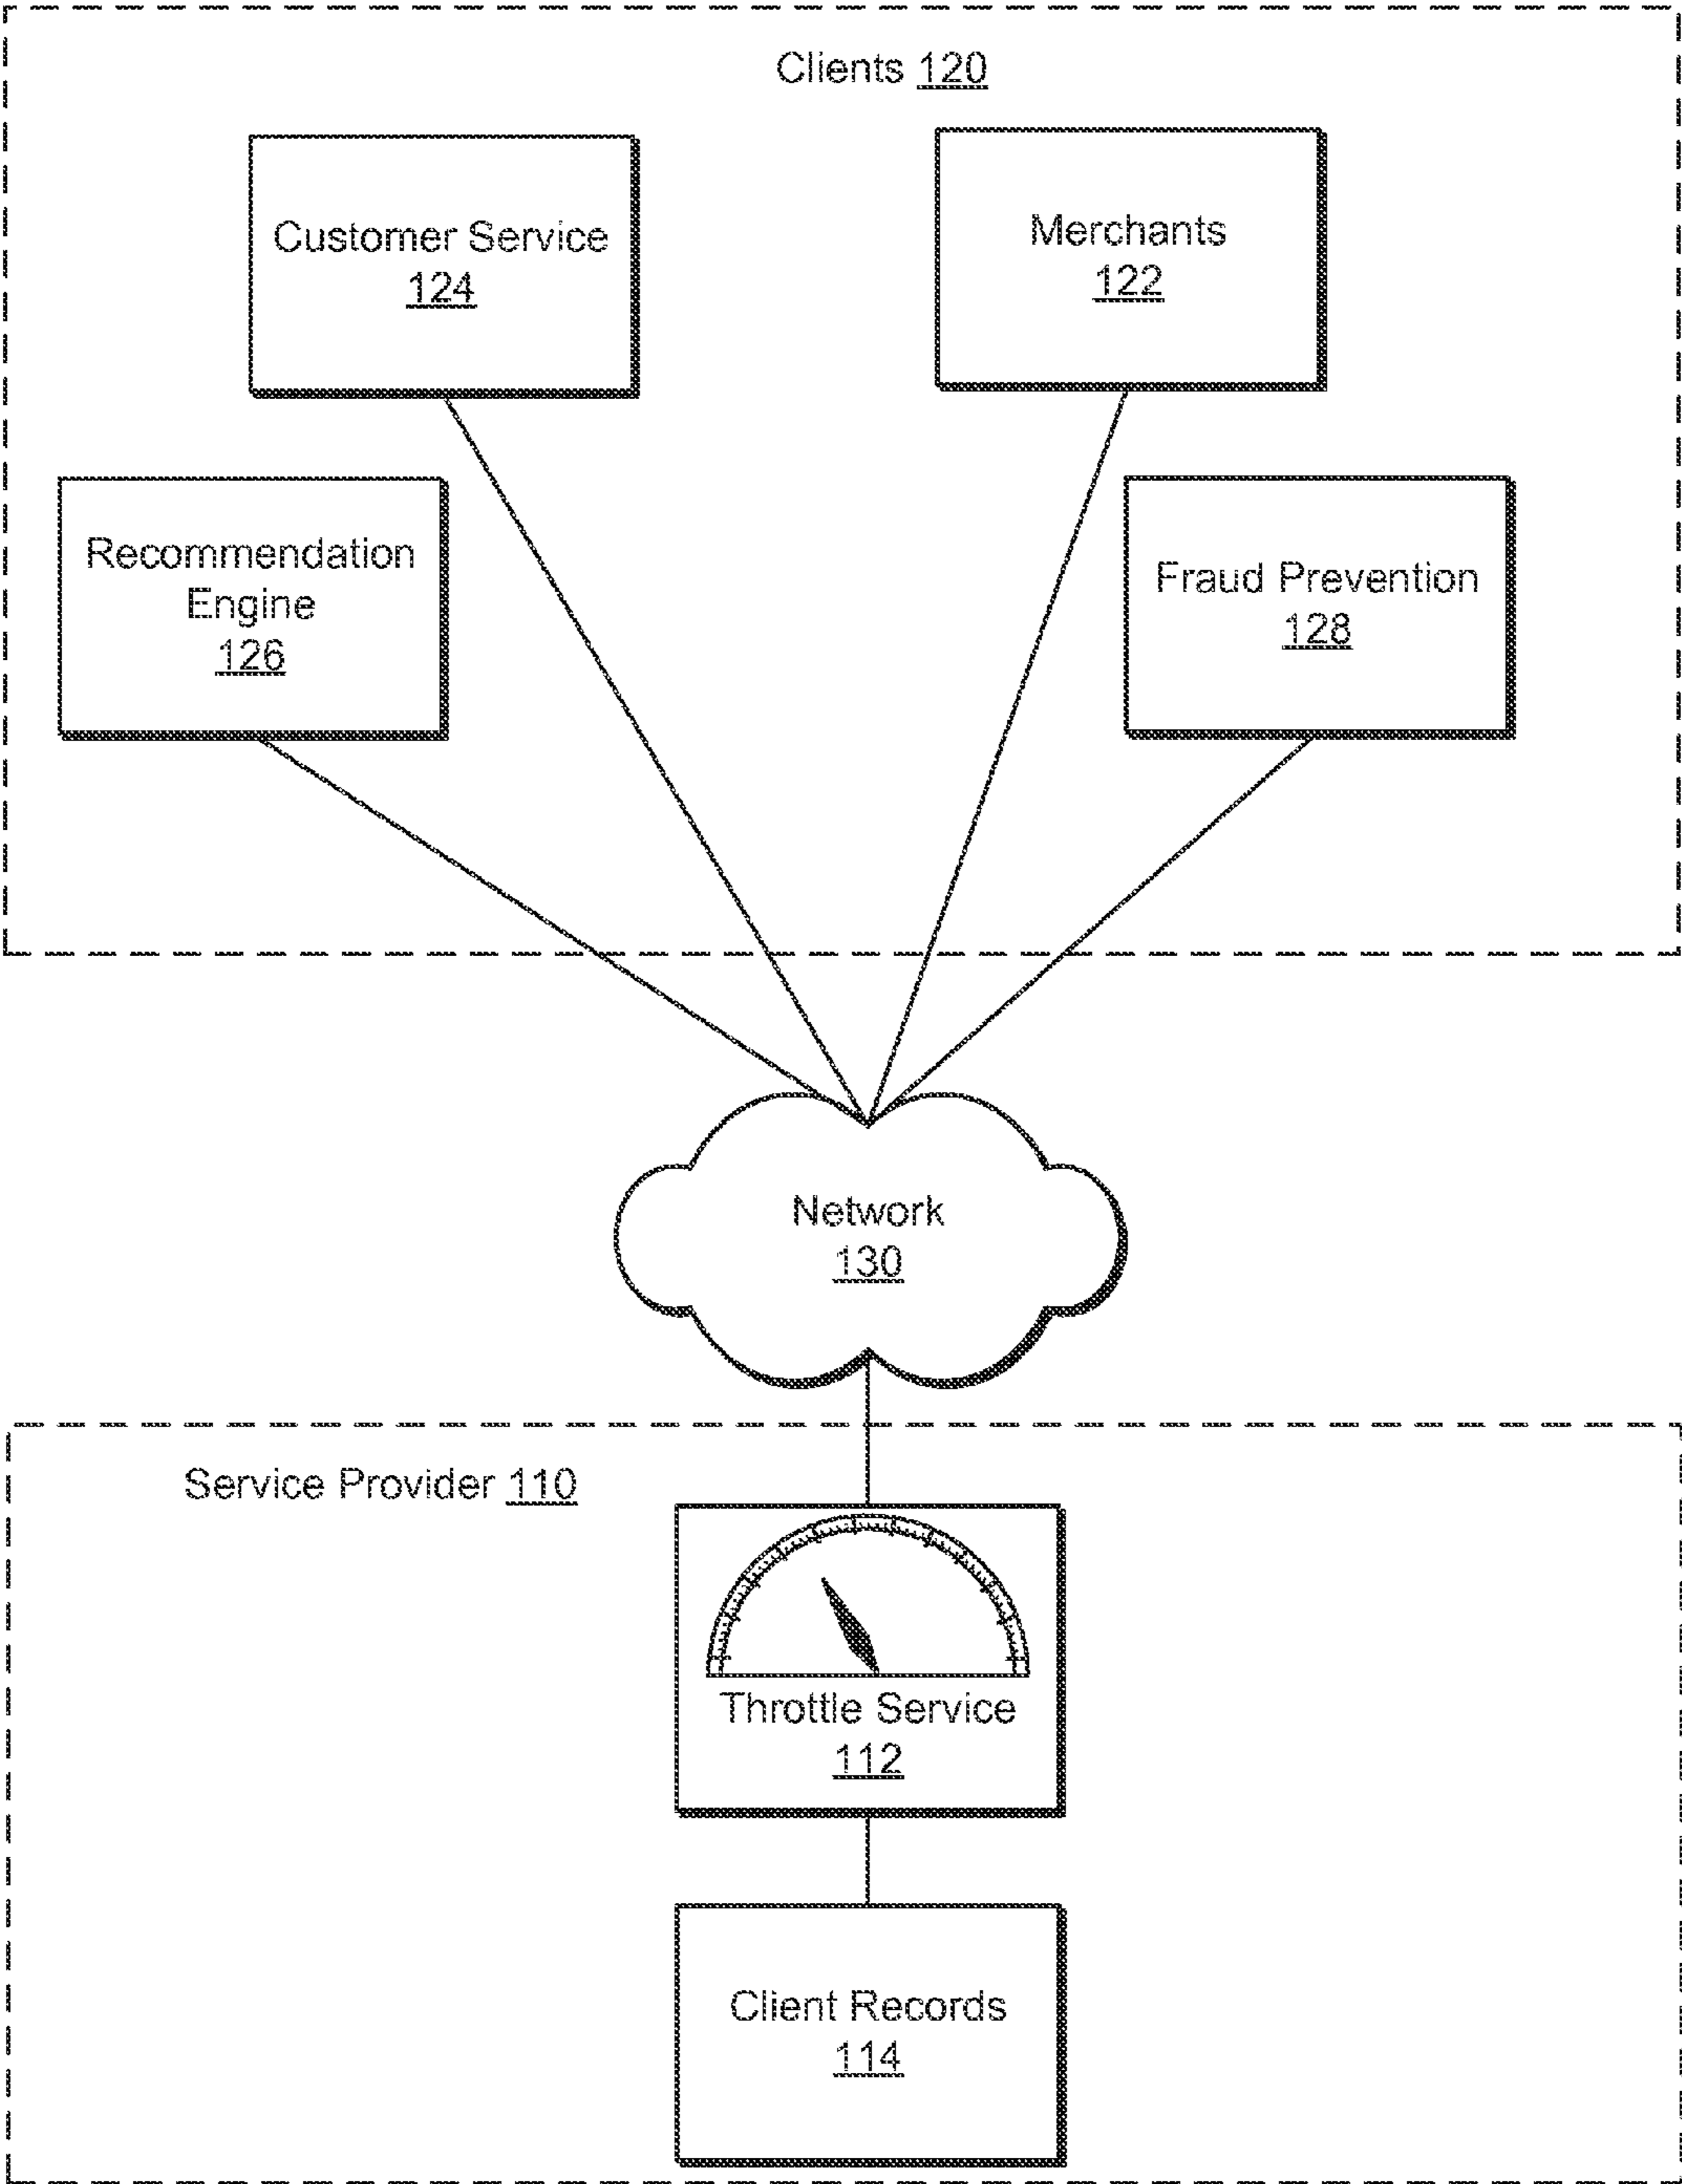 Clients 120
Customer Service
124
Merchants
122
Recommendation
Engine
126
Fraud Prevention
128
Network
130
Service Provider 110
Throttle Service
112
Client Records
114